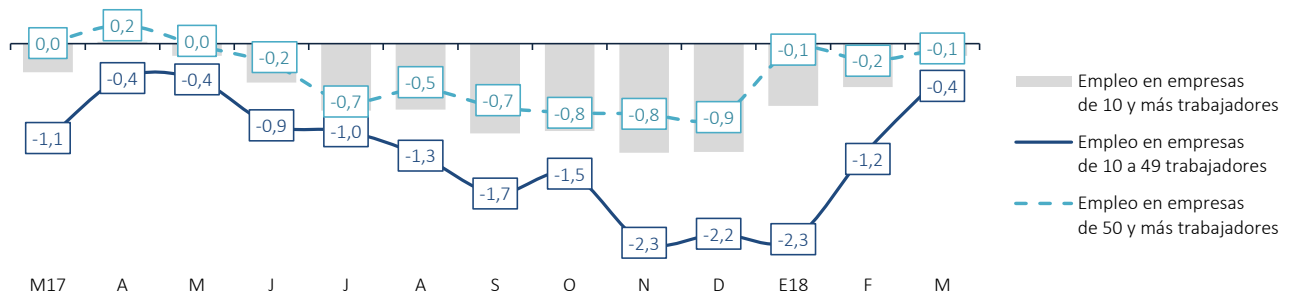 0,0 0,2 0,0 -0,2 -0,7 -0,5 -0,7 -0,8 -0,8 -0,9 -0,1 -0,2 -0,1
-1,1 -0,4 -0,4 -0,9 -1,0 -1,3 -1,7 -1,5 -2,3 -2,2 -2,3 -1,2 -0,4
M17 A M J J A S O N D E18 F M
Empleo en empresas
de 10 y más trabajadores
Empleo en empresas
de 10 a 49 trabajadores
Empleo en empresas
de 50 y más trabajadores